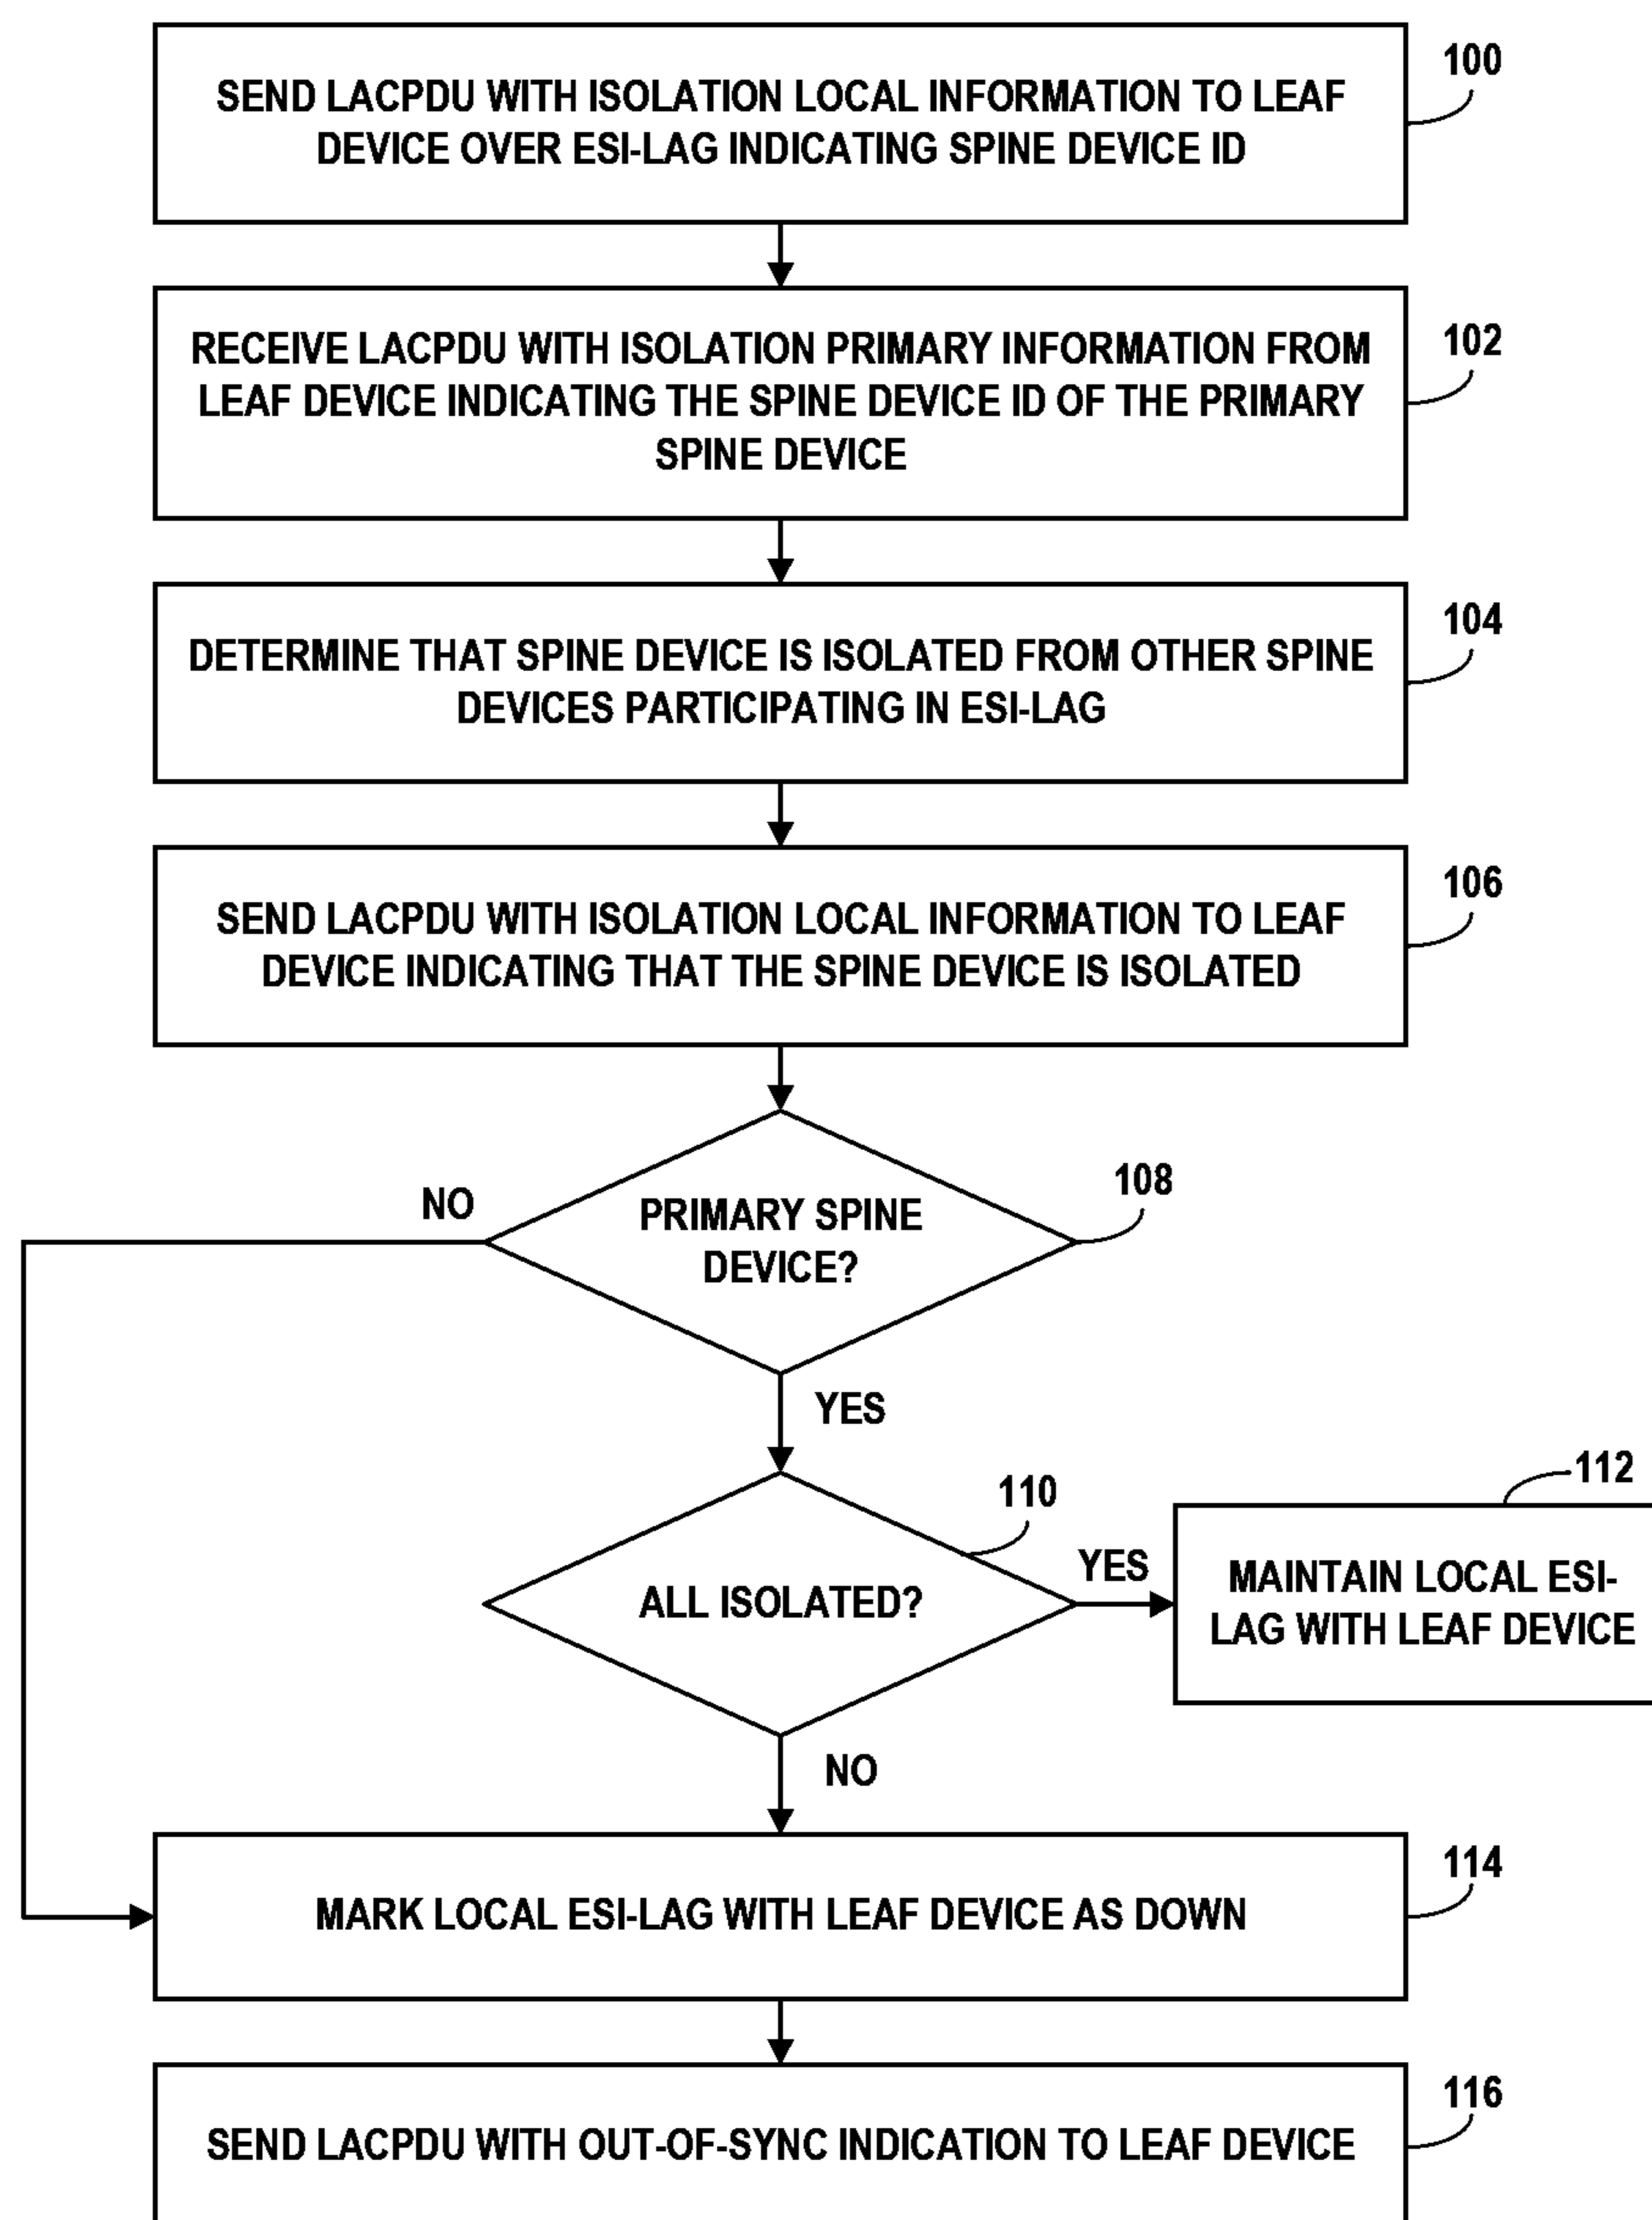 SEND LACPDU WITH ISOLATION LOCAL INFORMATION TO LEAF
DEVICE OVER ESI-LAG INDICATING SPINE DEVICE ID
100
RECEIVE LACPDU WITH ISOLATION PRIMARY INFORMATION FROM
LEAF DEVICE INDICATING THE SPINE DEVICE ID OF THE PRIMARY
SPINE DEVICE
102
DETERMINE THAT SPINE DEVICE IS ISOLATED FROM OTHER SPINE
DEVICES PARTICIPATING IN ESI-LAG
104
SEND LACPDU WITH ISOLATION LOCAL INFORMATION TO LEAF
DEVICE INDICATING THAT THE SPINE DEVICE IS ISOLATED
106
NO
PRIMARY SPINE
DEVICE?
108
YES
ALL ISOLATED?
110
YES
MAINTAIN LOCAL ESI-
LAG WITH LEAF DEVICE
112
NO
MARK LOCAL ESI-LAG WITH LEAF DEVICE AS DOWN
114
SEND LACPDU WITH OUT-OF-SYNC INDICATION TO LEAF DEVICE
116